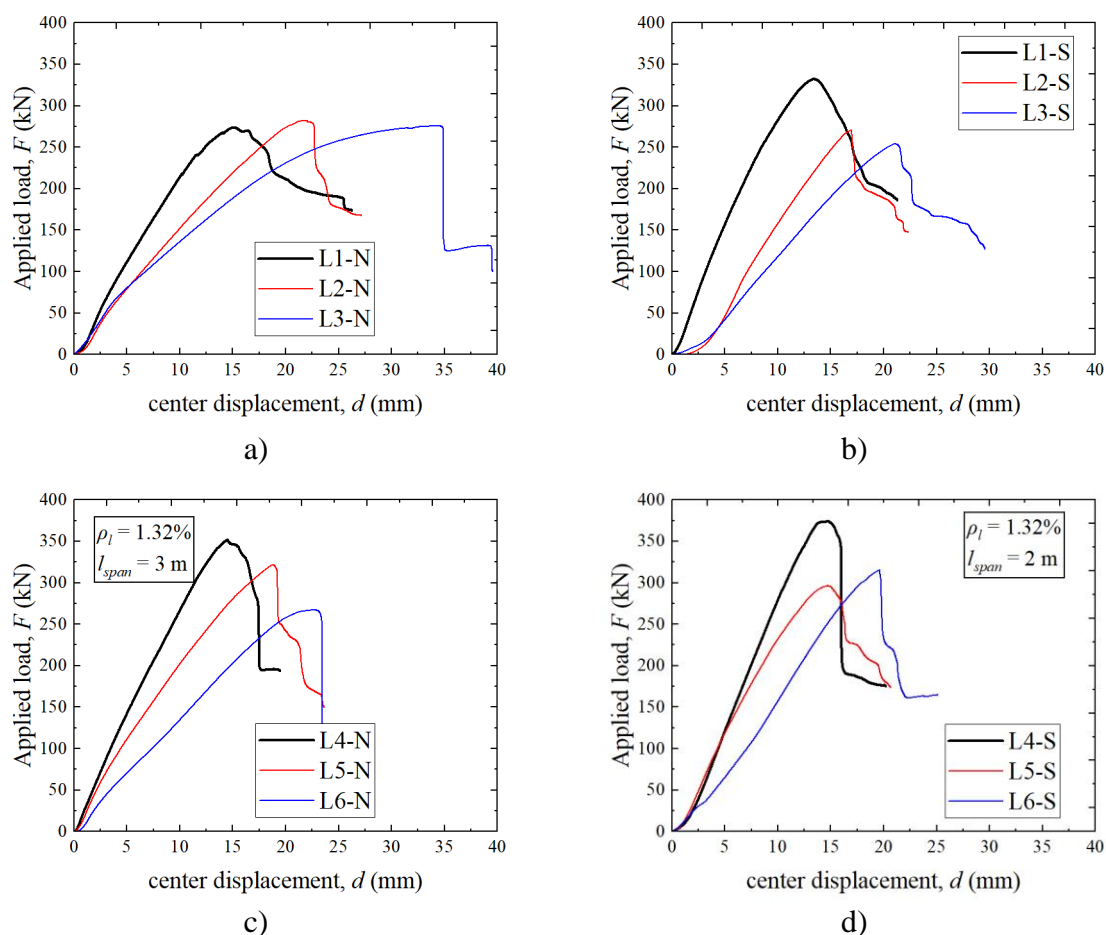 400
350
300
250
200
150
100
50
0
Applied load, F (kN)
L1-N
L2-N
L3-N
0 5 10 15 20 25 30 35 40
center displacement, d (mm)
a)
400
350
300
250
200
150
100
50
0
Applied load, F (kN)
L1-S
L2-S
L3-S
0 5 10 15 20 25 30 35 40
center displacement, d (mm)
b)
400
350
300
250
200
150
100
50
0
Applied load, F (kN)
ρl = 1.32%
lspan = 3 m
L4-N
L5-N
L6-N
0 5 10 15 20 25 30 35 40
center displacement, d (mm)
c)
400
350
300
250
200
150
100
50
0
Applied load, F (kN)
ρl = 1.32%
lspan = 2 m
L4-S
L5-S
L6-S
0 5 10 15 20 25 30 35 40
center displacement, d (mm)
d)